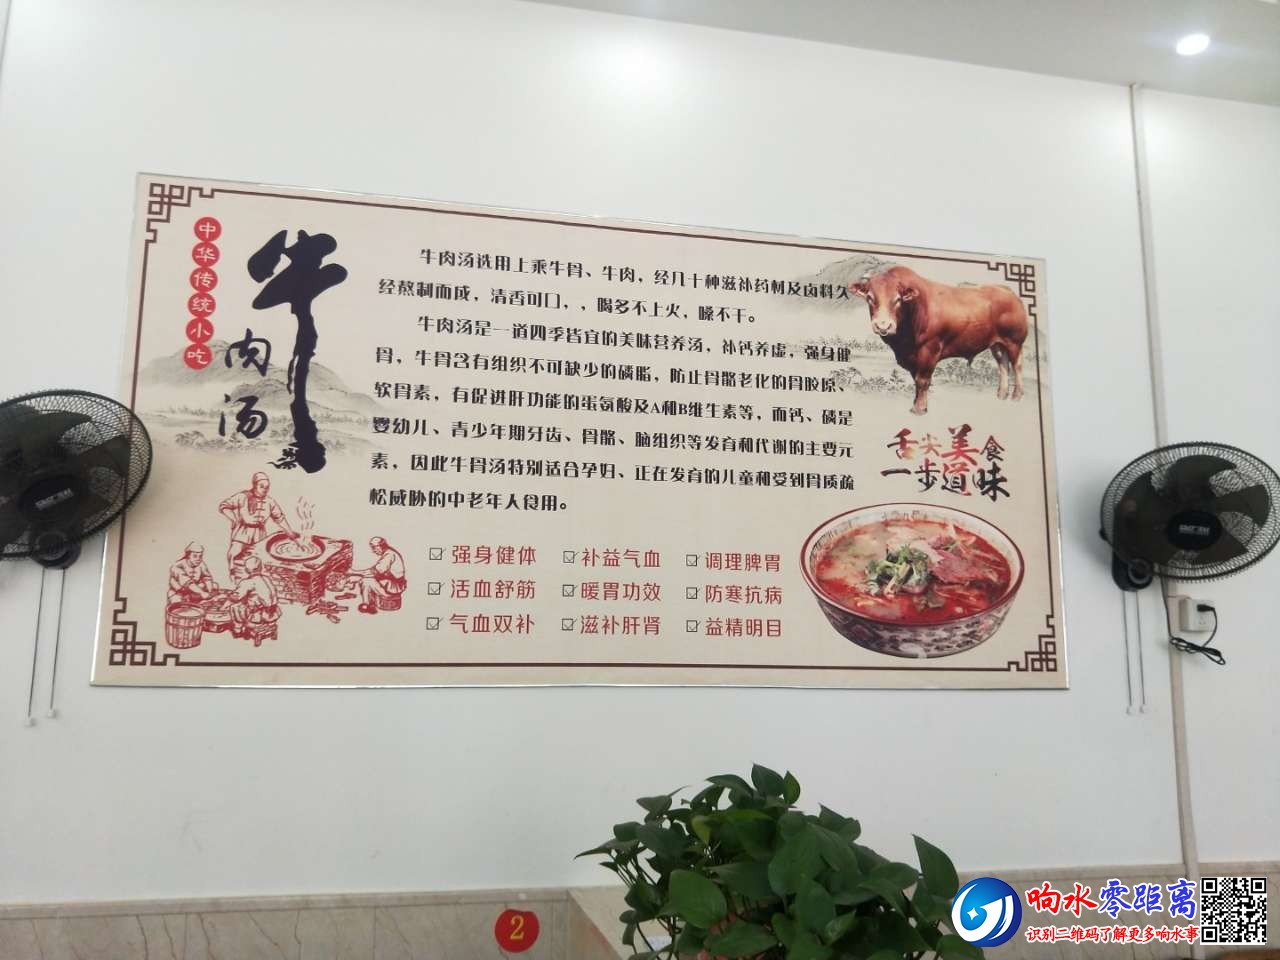 中华传统小吃
牛肉汤
牛肉汤选用上乘牛骨、牛肉，经几十种滋补药材及卤料久
经熬制而成，清香可口，，喝多不上火，嗓不干。
牛肉汤是一道四季皆宜的美味营养汤，补钙养虚，强身健
骨，牛骨含有组织不可缺少的磷脂，防止骨骼老化的骨胶原、
软骨素，有促进肝功能的蛋氨酸及A和B维生素等，而钙、磷是
婴幼儿、青少年期牙齿、骨骼、脑组织等发育和代谢的主要元
素，因此牛骨汤特别适合孕妇、正在发育的儿童和受到骨质疏
松威胁的中老年人食用。
舌尖美食
一步道味
强身健体 补益气血 调理脾胃
活血舒筋 暖胃功效 防寒抗病
气血双补 滋补肝肾 益精明目
2
响水零距离
识别二维码了解更多响水事